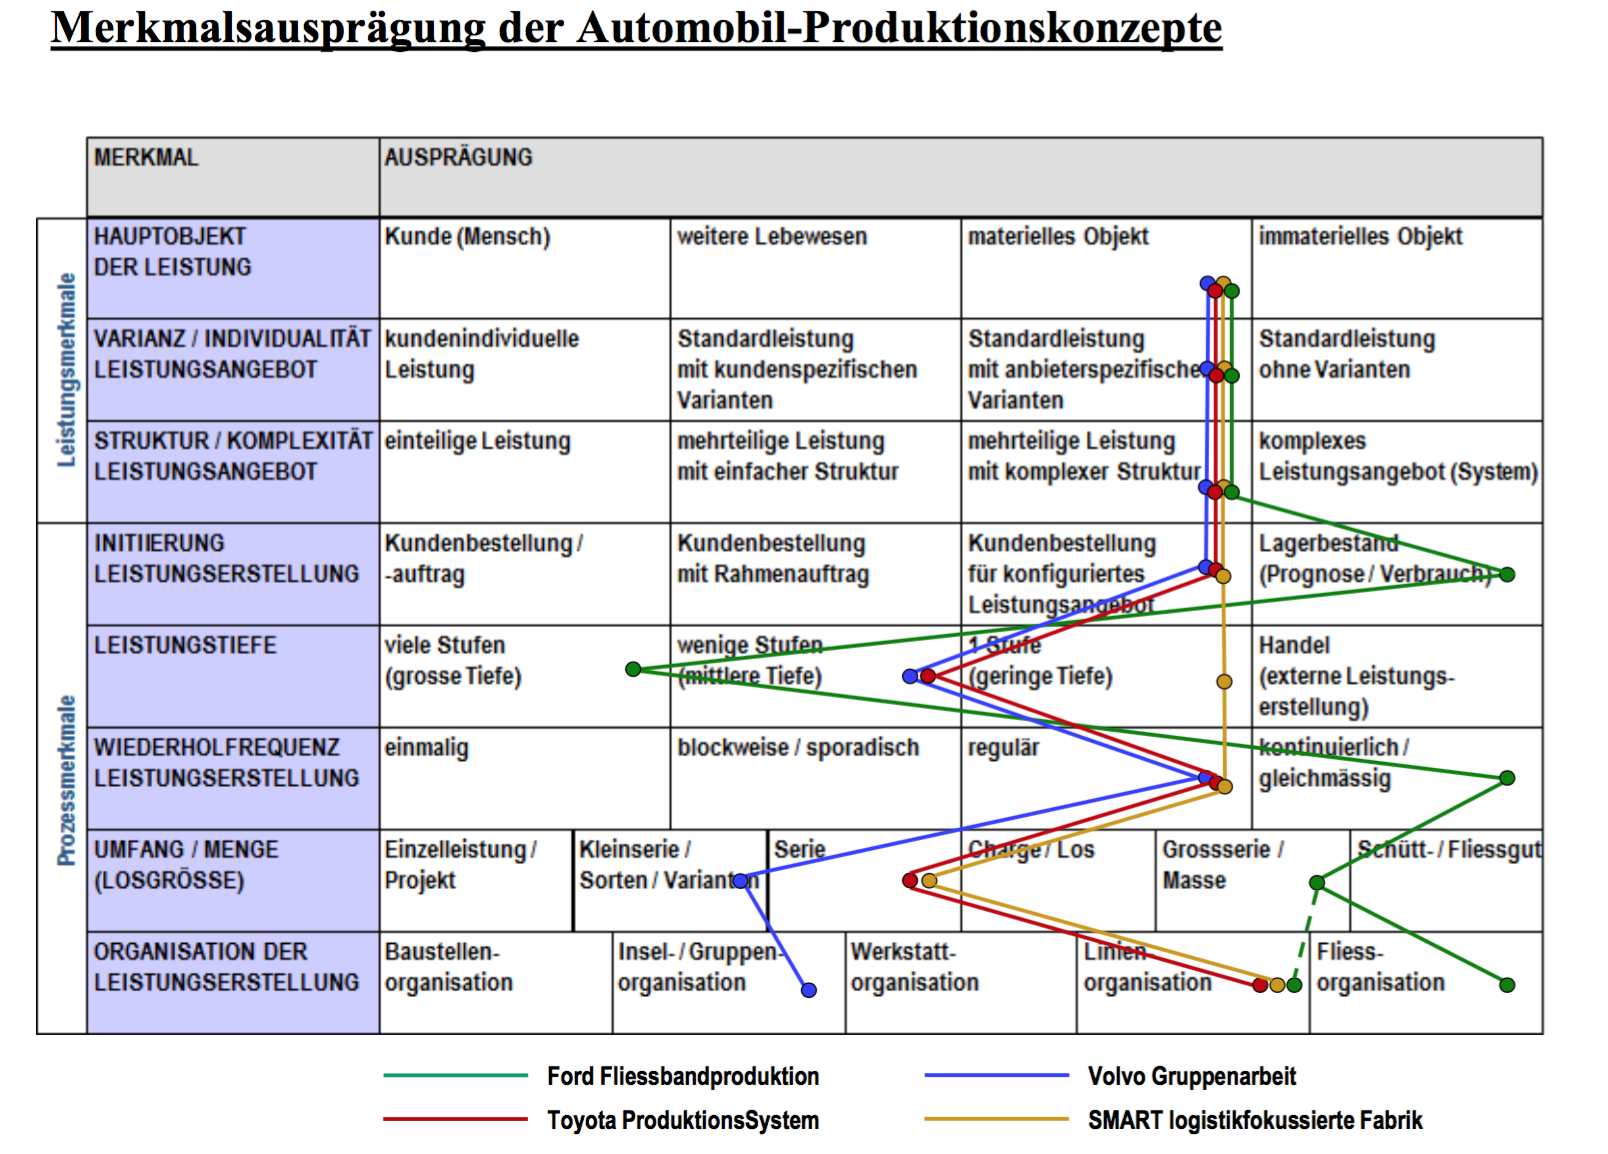 Merkmalsausprägung der Automobil-Produktionskonzepte
MERKMAL
AUSPRÄGUNG
Leistungsmerkmale
HAUPTOBJEKT
DER LEISTUNG
Kunde (Mensch)
weitere Lebewesen
materielles Objekt
immaterielles Objekt
VARIANZ / INDIVIDUALITÄT
LEISTUNGSANGEBOT
kundenindividuelle
Leistung
Standardleistung
mit kundenspezifischen
Varianten
Standardleistung
mit anbieterspezifische
Varianten
Standardleistung
ohne Varianten
STRUKTUR / KOMPLEXITÄT
LEISTUNGSANGEBOT
einteilige Leistung
mehrteilige Leistung
mit einfacher Struktur
mehrteilige Leistung
mit komplexer Struktur
komplexes
Leistungsangebot (System)
Prozessmerkmale
INITIIERUNG
LEISTUNGSERSTELLUNG
Kundenbestellung /
-auftrag
Kundenbestellung
mit Rahmenauftrag
Kundenbestellung
für konfiguriertes
Leistungsangebot
Lagerbestand
(Prognose / Verbrauch)
LEISTUNGSTIEFE
viele Stufen
(grosse Tiefe)
wenige Stufen
(mittlere Tiefe)
1 Stufe
(geringe Tiefe)
Handel
(externe Leistungs-
erstellung)
WIEDERHOLFREQUENZ
LEISTUNGSERSTELLUNG
einmalig
blockweise / sporadisch
regulär
kontinuierlich /
gleichmässig
UMFANG / MENGE
(LOSGRÖSSE)
Einzelleistung /
Projekt
Kleinserie /
Sorten / Varianten
Serie
Charge / Los
Grossserie /
Masse
Schütt- / Fliessgut
ORGANISATION DER
LEISTUNGSERSTELLUNG
Baustellen-
organisation
Insel- / Gruppen-
organisation
Werkstatt-
organisation
Linien-
organisation
Fliess-
organisation
Ford Fliessbandproduktion
Volvo Gruppenarbeit
Toyota ProduktionsSystem
SMART logistikfokussierte Fabrik